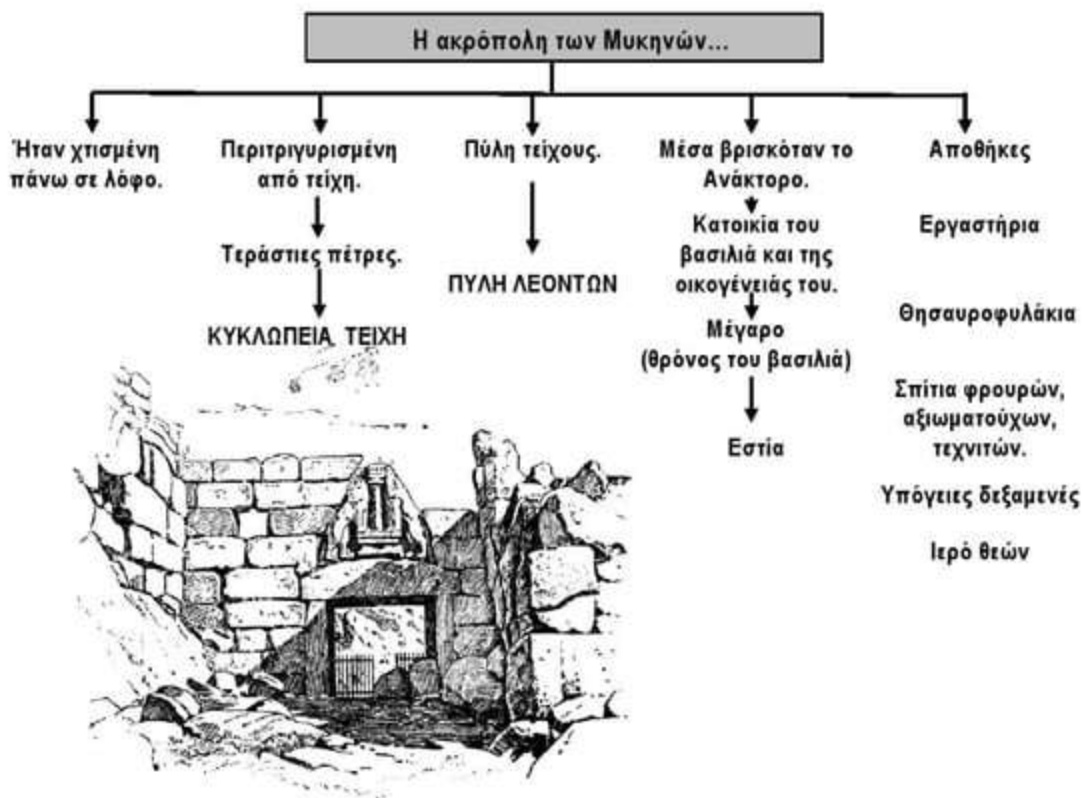 Η ακρόπολη των Μυκηνών...
Ήταν χτισμένη
πάνω σε λόφο.
Περιτριγυρισμένη
από τείχη.
Τεράστιες πέτρες.
ΚΥΚΛΩΠΕΙΑ ΤΕΙΧΗ
Πύλη τείχους.
ΠΥΛΗ ΛΕΟΝΤΩΝ
Μέσα βρισκόταν το
Ανάκτορο.
Κατοικία του
βασιλιά και της
οικογένειάς του.
Μέγαρο
(θρόνος του βασιλιά)
Εστία
Αποθήκες
Εργαστήρια
Θησαυροφυλάκια
Σπίτια φρουρών,
αξιωματούχων,
τεχνιτών.
Υπόγειες δεξαμενές
Ιερό θεών